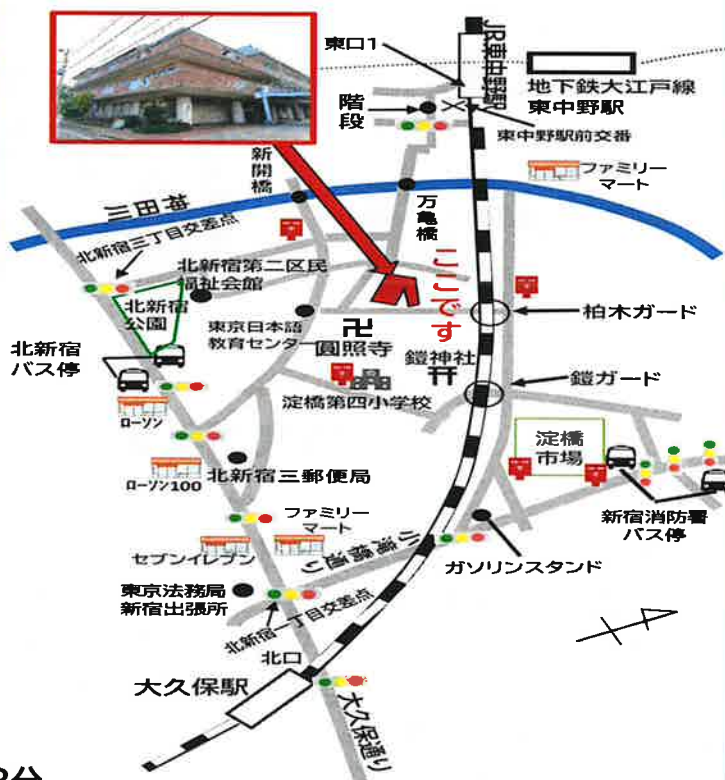 東口1
JR東中野駅
地下鉄大江戸線
東中野駅
階段
東中野駅前交番
新開橋
ファミリー
マート
万亀橋
神田川
北新宿三丁目交差点
北新宿第二区民
福祉会館
北新宿
公園
ここです
柏木ガード
東京日本語
教育センター
卍
圓照寺
鎧神社
北新宿
バス停
鎧ガード
ローソン
淀橋第四小学校
淀橋
市場
ローソン100
北新宿三郵便局
ファミリー
マート
新宿消防署
バス停
セブンイレブン
小滝橋通り
ガソリンスタンド
東京法務局
新宿出張所
北新宿一丁目交差点
北口
大久保駅
大久保通り